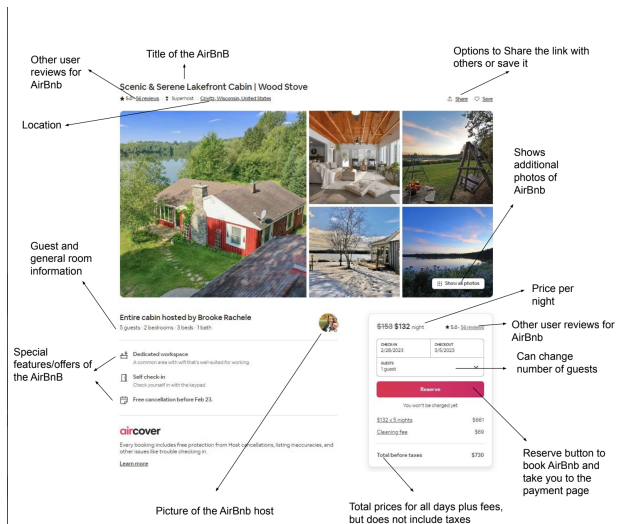 Other user
reviews for
AirBnb
Title of the AirBnB
Options to Share the link with
others or save it
Scenic & Serene Lakefront Cabin | Wood Stove
★ 5.0 · 56 reviews · Superhost · Crivitz, Wisconsin, United States
Share Save
Location
Shows
additional
photos of
AirBnb
Show all photos
Guest and
general room
information
Price per
night
Entire cabin hosted by Brooke Rachele
5 guests · 2 bedrooms · 3 beds · 1 bath
$153 $132 night
★ 5.0 · 56 reviews
Other user reviews for
AirBnb
Special
features/offers of
the AirBnB
Dedicated workspace
A common area with wifi that's well-suited for working.
Self check-in
Check yourself in with the keypad.
Free cancellation before Feb 23.
CHECK-IN
2/28/2023
CHECKOUT
3/5/2023
GUESTS
1 guest
Can change
number of guests
Reserve
You won't be charged yet
$132 x 5 nights $661
Cleaning fee $69
Total before taxes $730
aircover
Every booking includes free protection from Host cancellations, listing inaccuracies, and
other issues like trouble checking in.
Learn more
Reserve button to
book AirBnb and
take you to the
payment page
Picture of the AirBnb host
Total prices for all days plus fees,
but does not include taxes